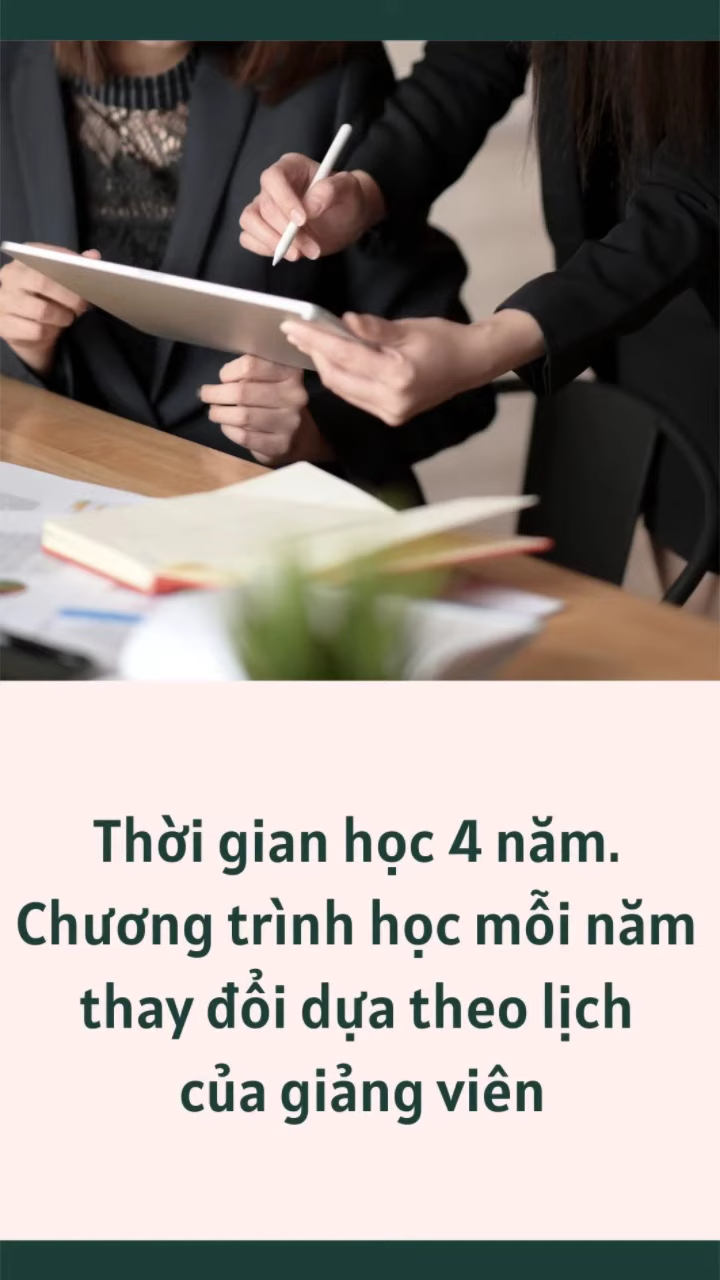 Thời gian học 4 năm.
Chương trình học mỗi năm
thay đổi dựa theo lịch
của giảng viên